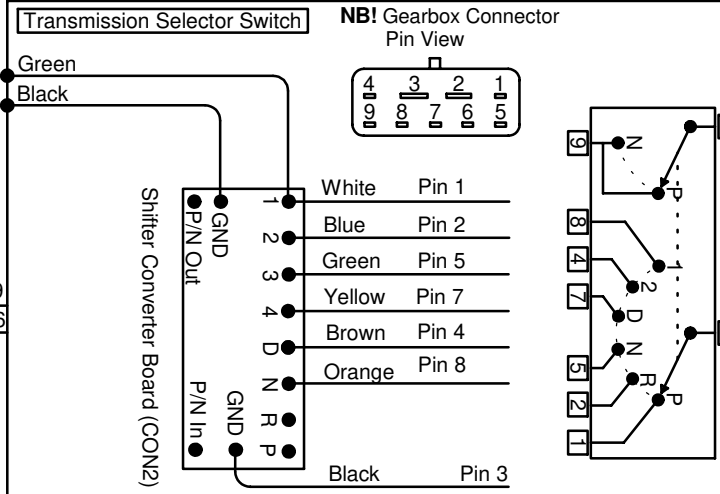 Transmission Selector Switch
NB! Gearbox Connector
Pin View
Green
Black
4 3 2 1
9 8 7 6 5
Shifter Converter Board (CON2)
P/N Out
GND
P/N In
GND
1
2
3
4
D
N
R
P
White Pin 1
Blue Pin 2
Green Pin 5
Yellow Pin 7
Brown Pin 4
Orange Pin 8
Black Pin 3
9
8
4
7
5
2
1
N
P
1
2
D
N
R
P